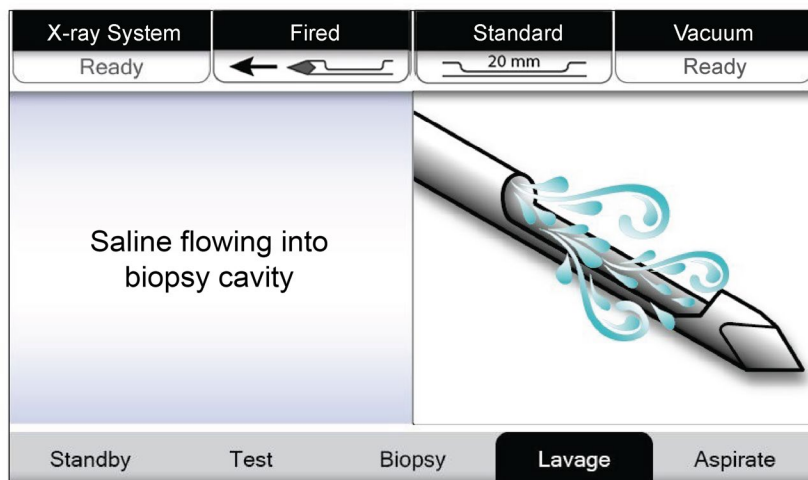 X-ray System
Ready
Fired
Standard
20 mm
Vacuum
Ready
Saline flowing into
biopsy cavity
Standby
Test
Biopsy
Lavage
Aspirate